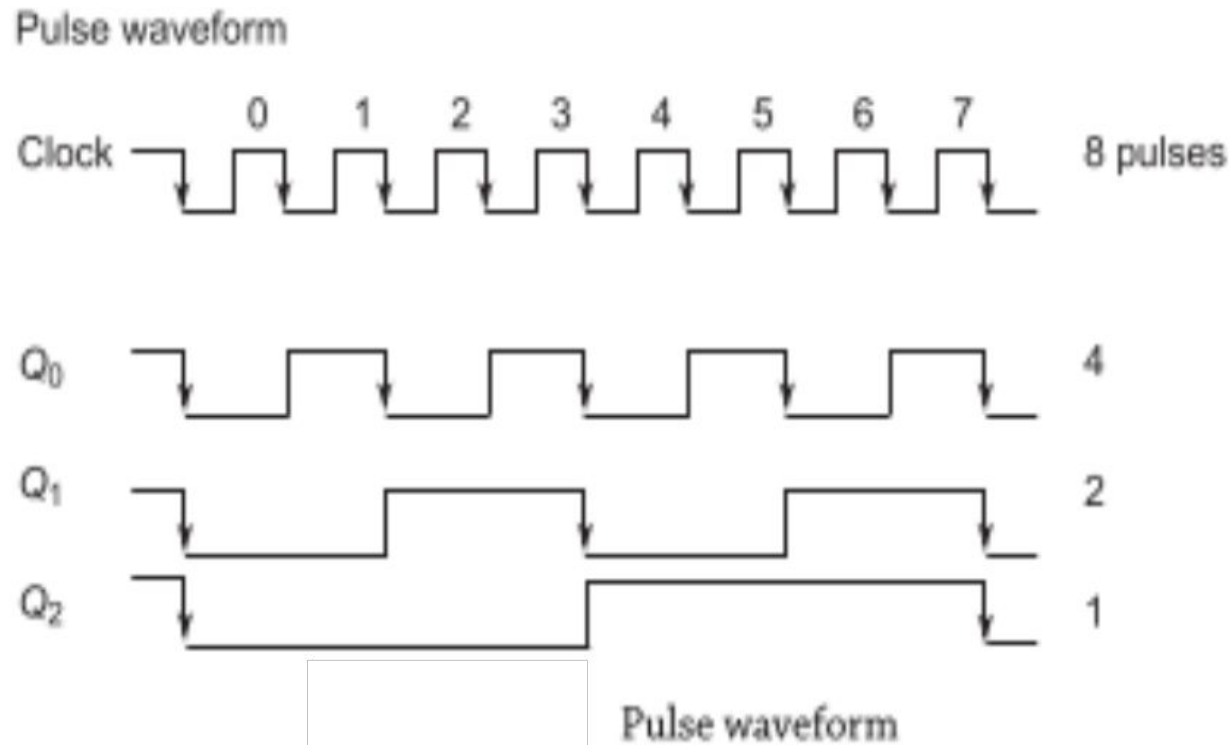 Pulse waveform
0 1 2 3 4 5 6 7
Clock 8 pulses
Q0 4
Q1 2
Q2 1
Pulse waveform